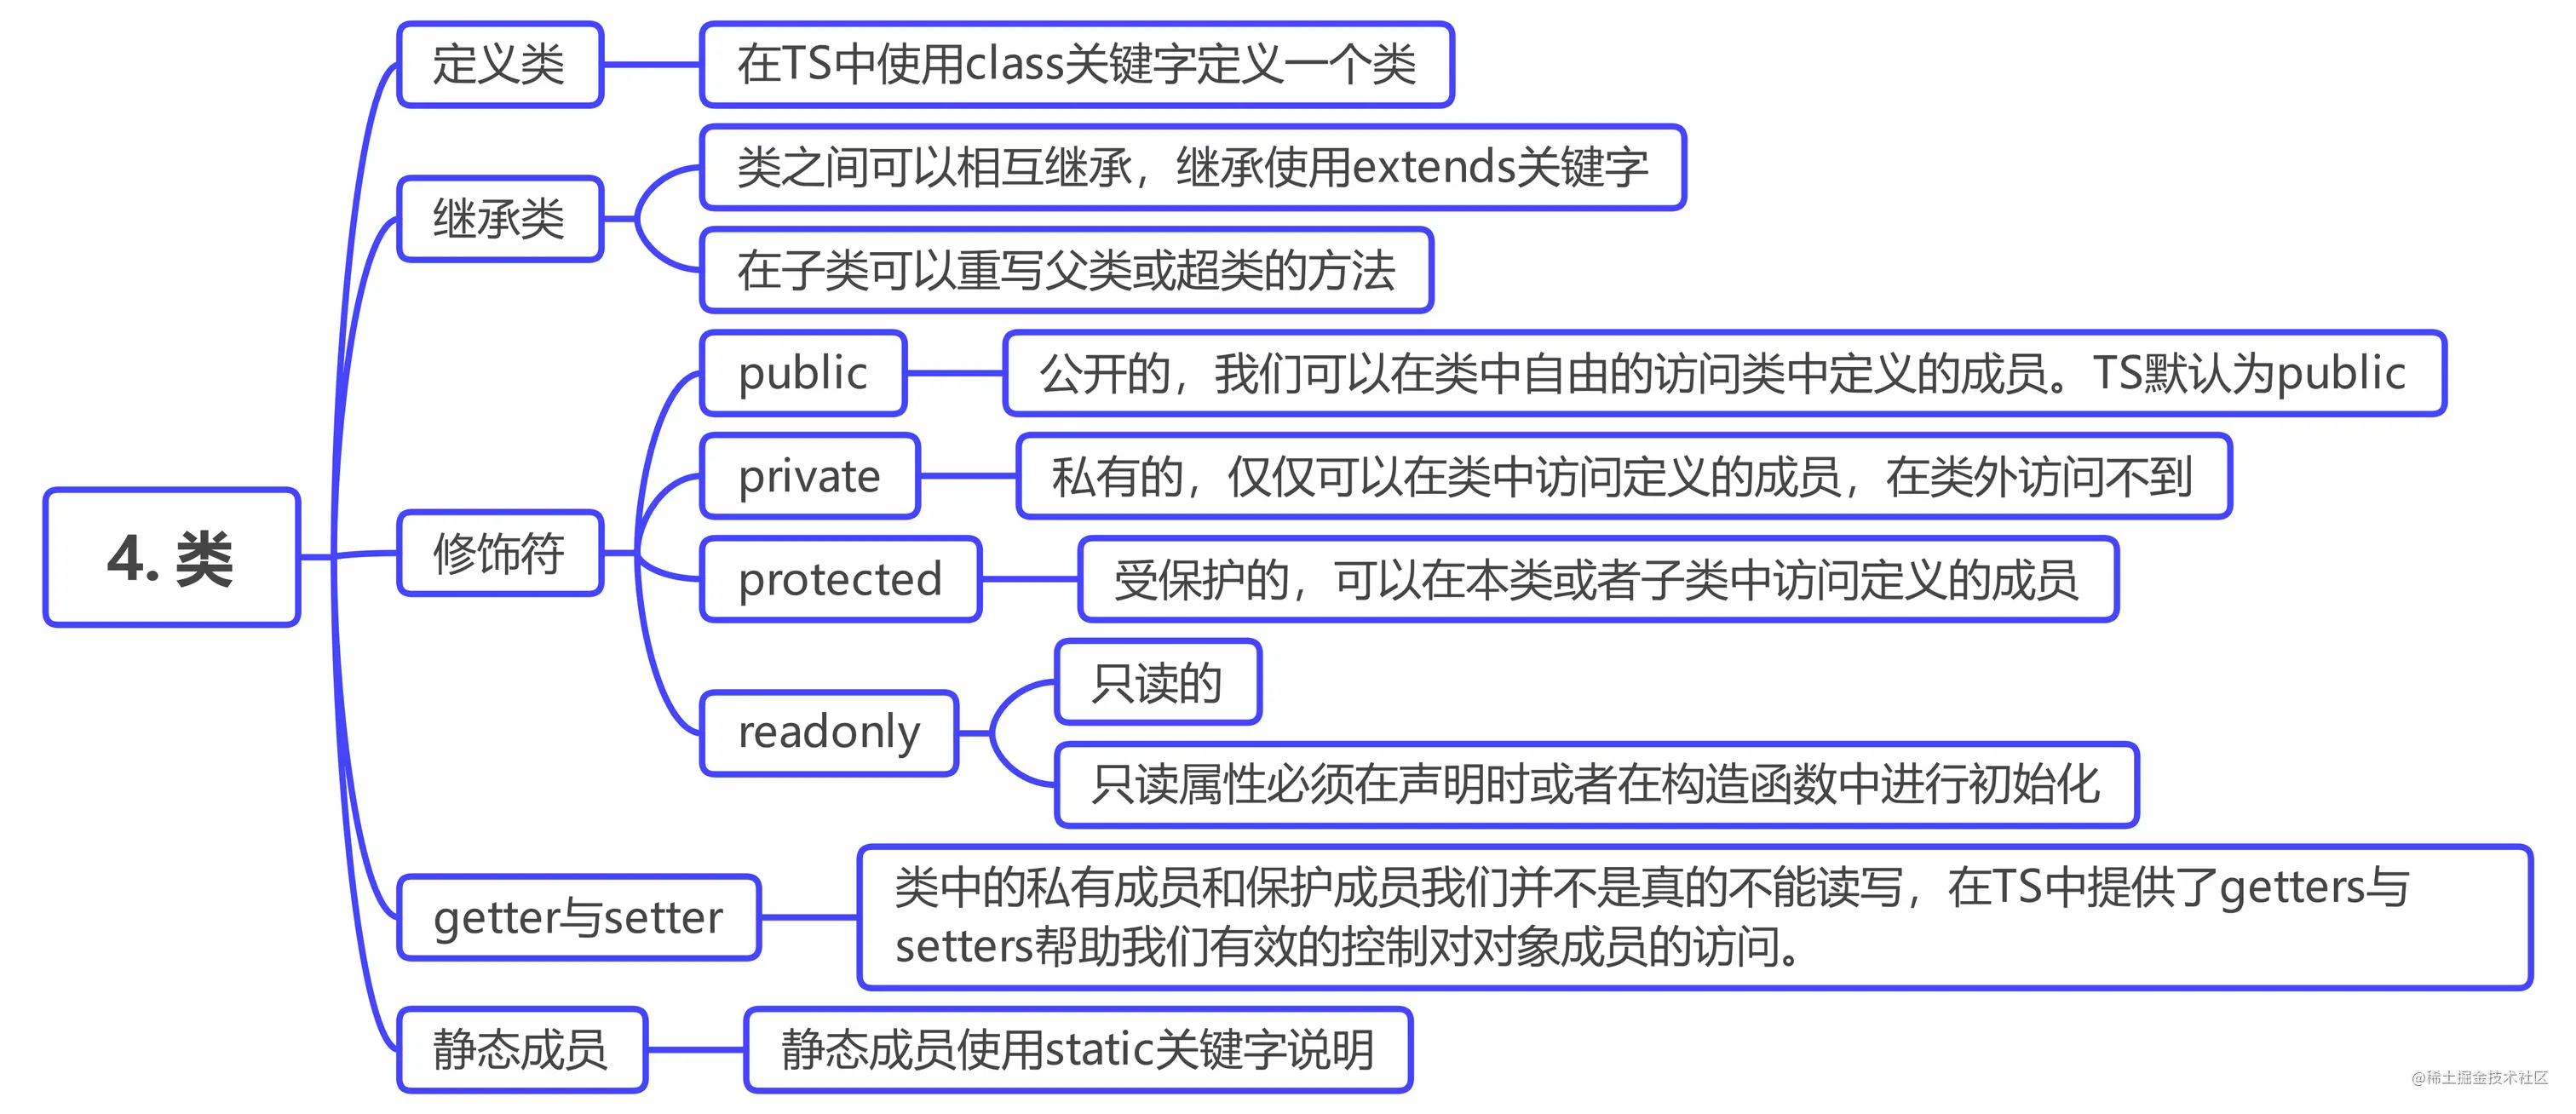 4. 类
定义类
在TS中使用class关键字定义一个类
继承类
类之间可以相互继承，继承使用extends关键字
在子类可以重写父类或超类的方法
修饰符
public
公开的，我们可以在类中自由的访问类中定义的成员。TS默认为public
private
私有的，仅仅可以在类中访问定义的成员，在类外访问不到
protected
受保护的，可以在本类或者子类中访问定义的成员
readonly
只读的
只读属性必须在声明时或者在构造函数中进行初始化
getter与setter
类中的私有成员和保护成员我们并不是真的不能读写，在TS中提供了getters与
setters帮助我们有效的控制对对象成员的访问。
静态成员
静态成员使用static关键字说明
@稀土掘金技术社区